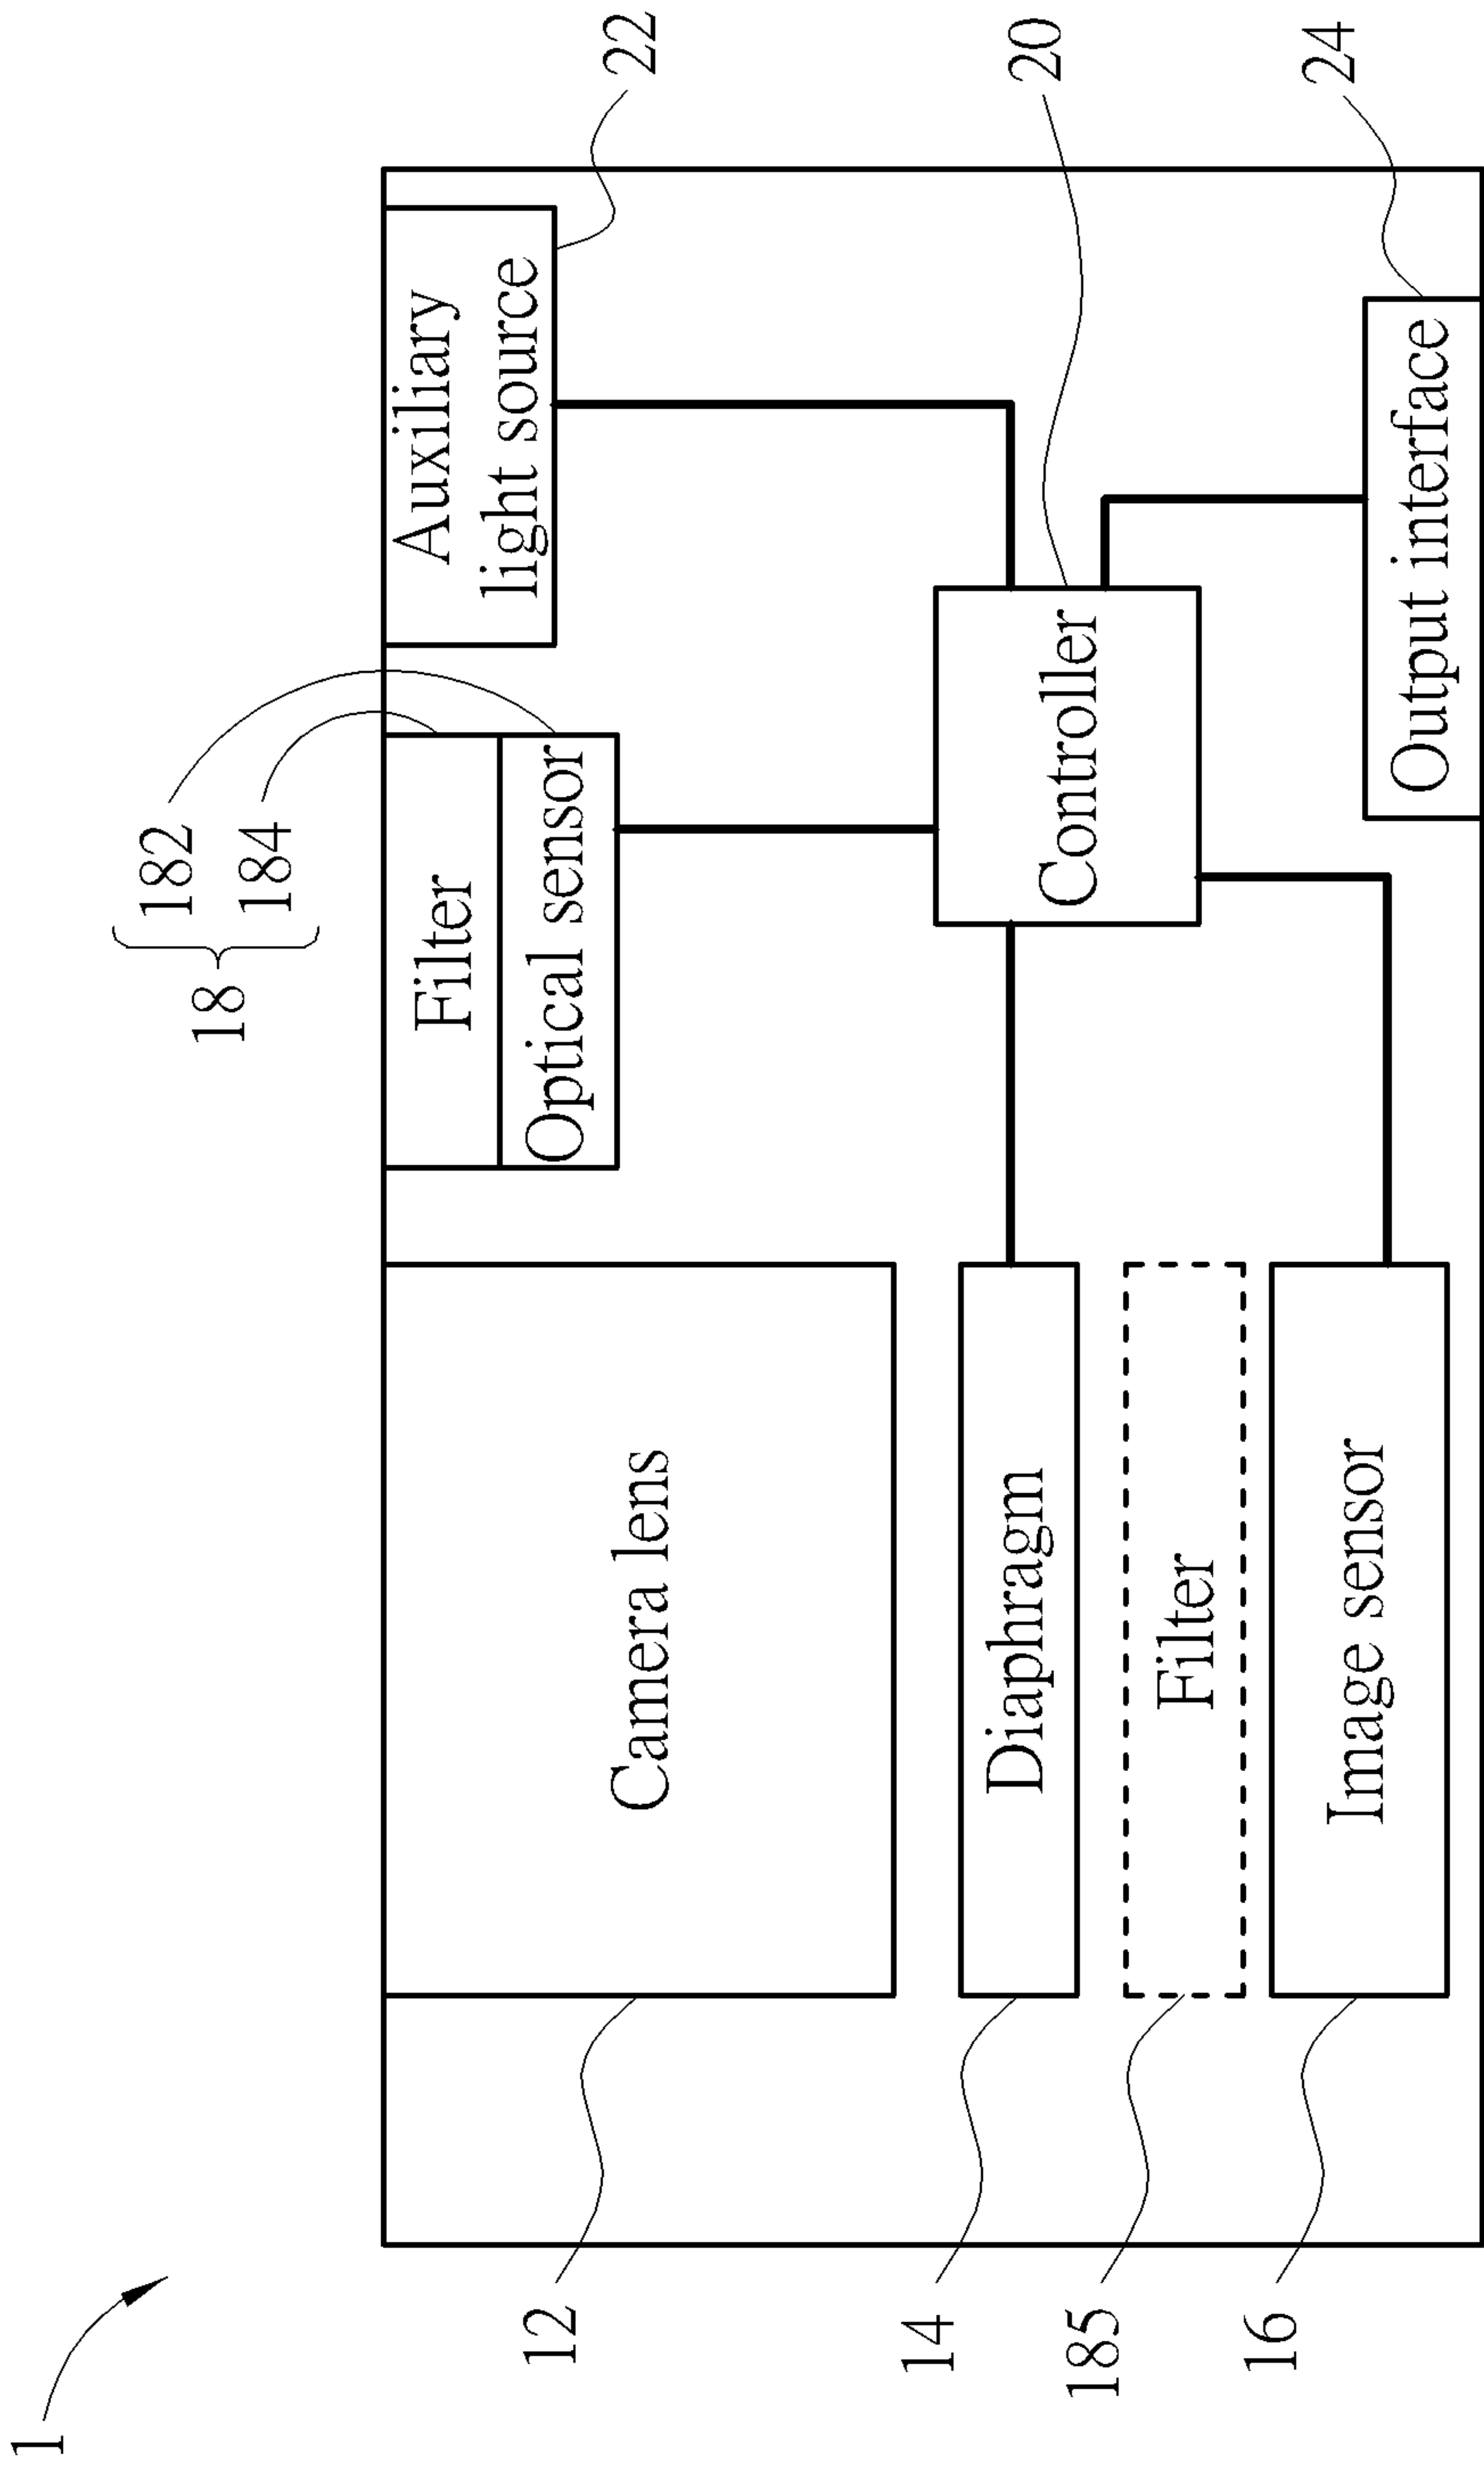 1
18
182
184
22
20
24
12
14
185
16
Camera lens
Filter
Optical sensor
Auxiliary
light source
Diaphragm
Controller
Filter
Image sensor
Output interface